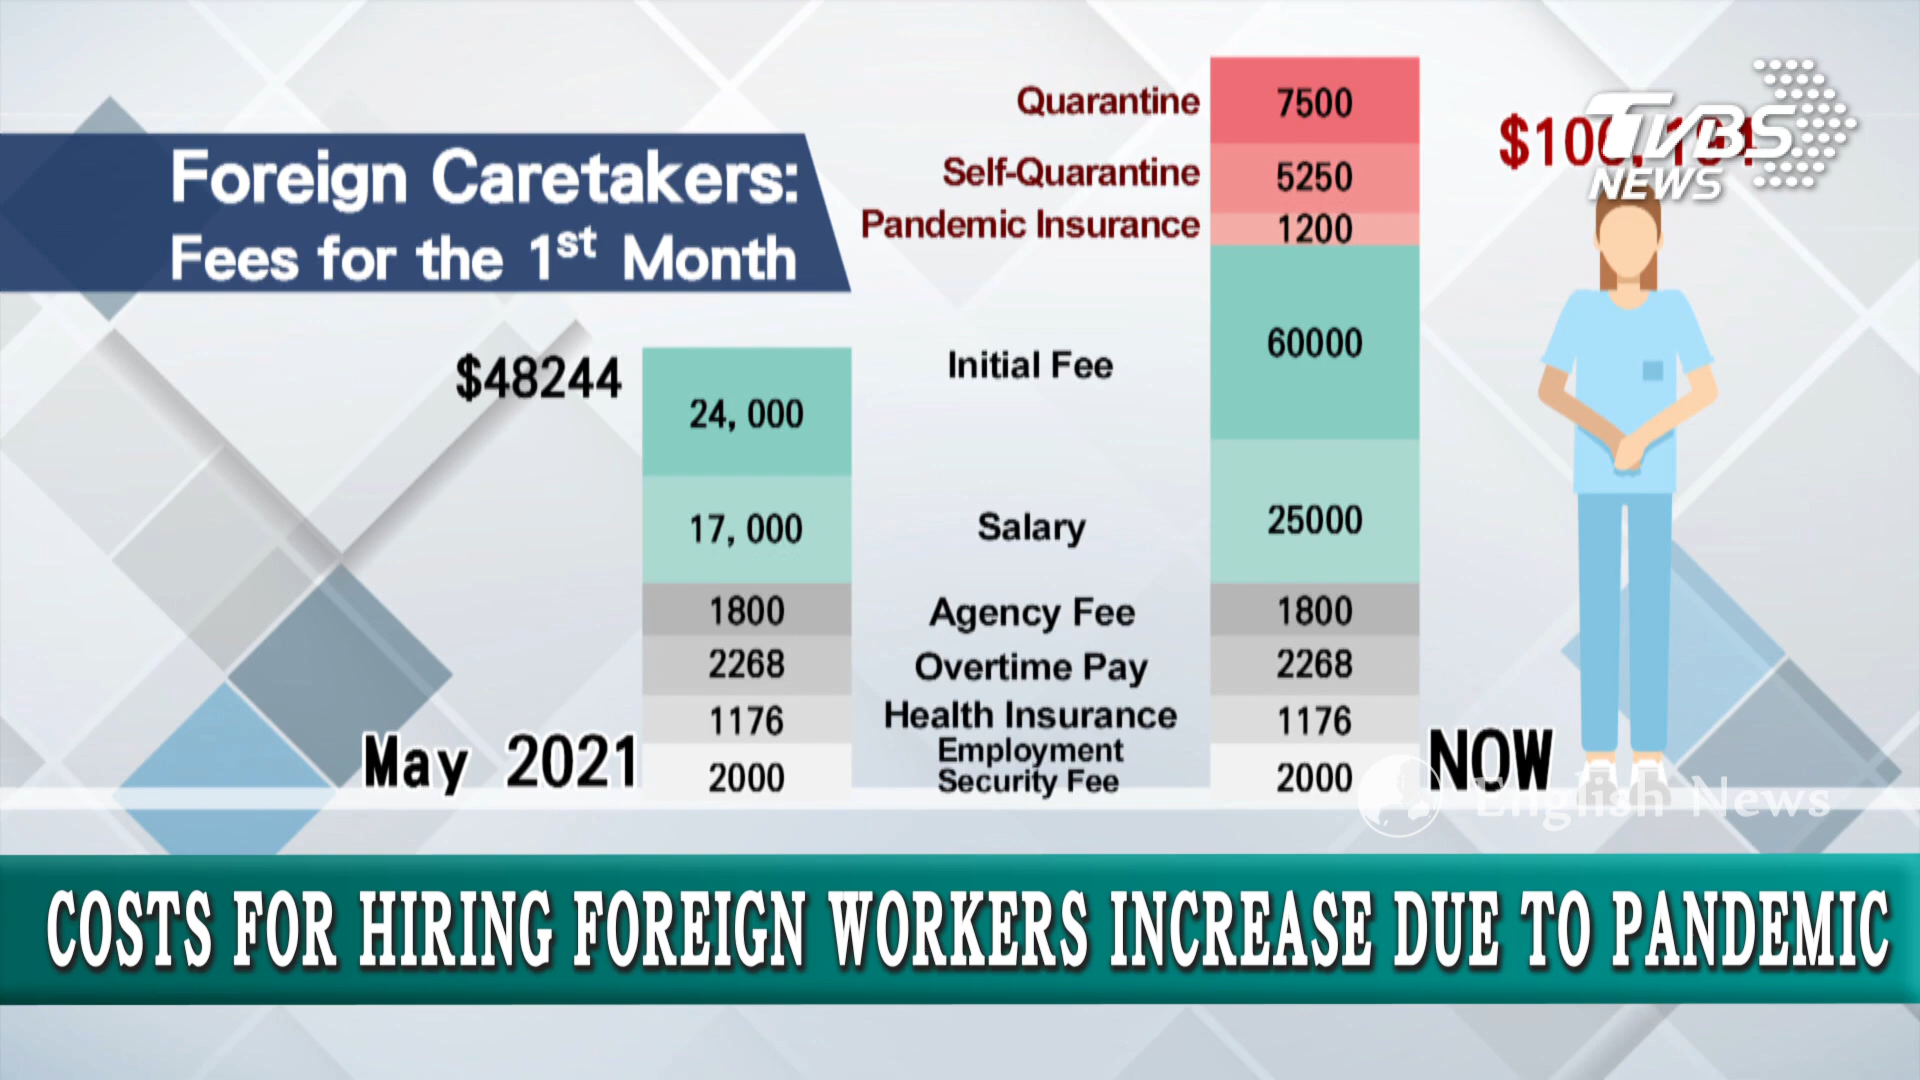 Foreign Caretakers:
Fees for the 1st Month
Quarantine 7500
Self-Quarantine 5250
Pandemic Insurance 1200
TVBS
NEWS
$48244
24,000 Initial Fee 60000
17,000 Salary 25000
1800 Agency Fee 1800
2268 Overtime Pay 2268
1176 Health Insurance 1176
2000 Employment Security Fee 2000
May 2021
NOW
English News
COSTS FOR HIRING FOREIGN WORKERS INCREASE DUE TO PANDEMIC